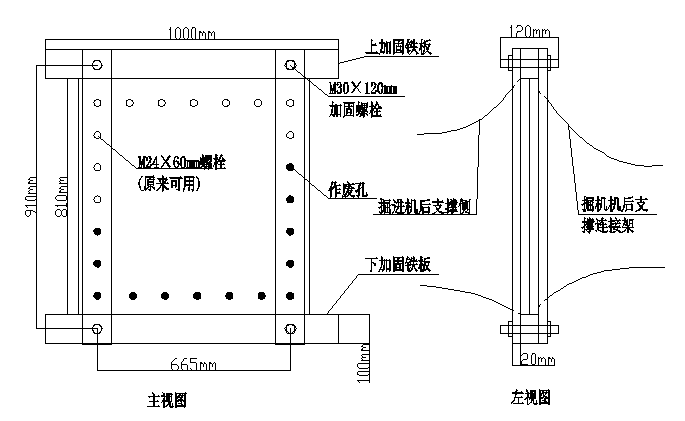 1000mm
120mm
上加固铁板
M30×120mm
加固螺栓
M24×60mm螺栓
(原来可用)
作废孔
掘进机后支撑侧
掘机机后支
撑连接架
910mm
810mm
下加固铁板
665mm
100mm
20mm
主视图
左视图